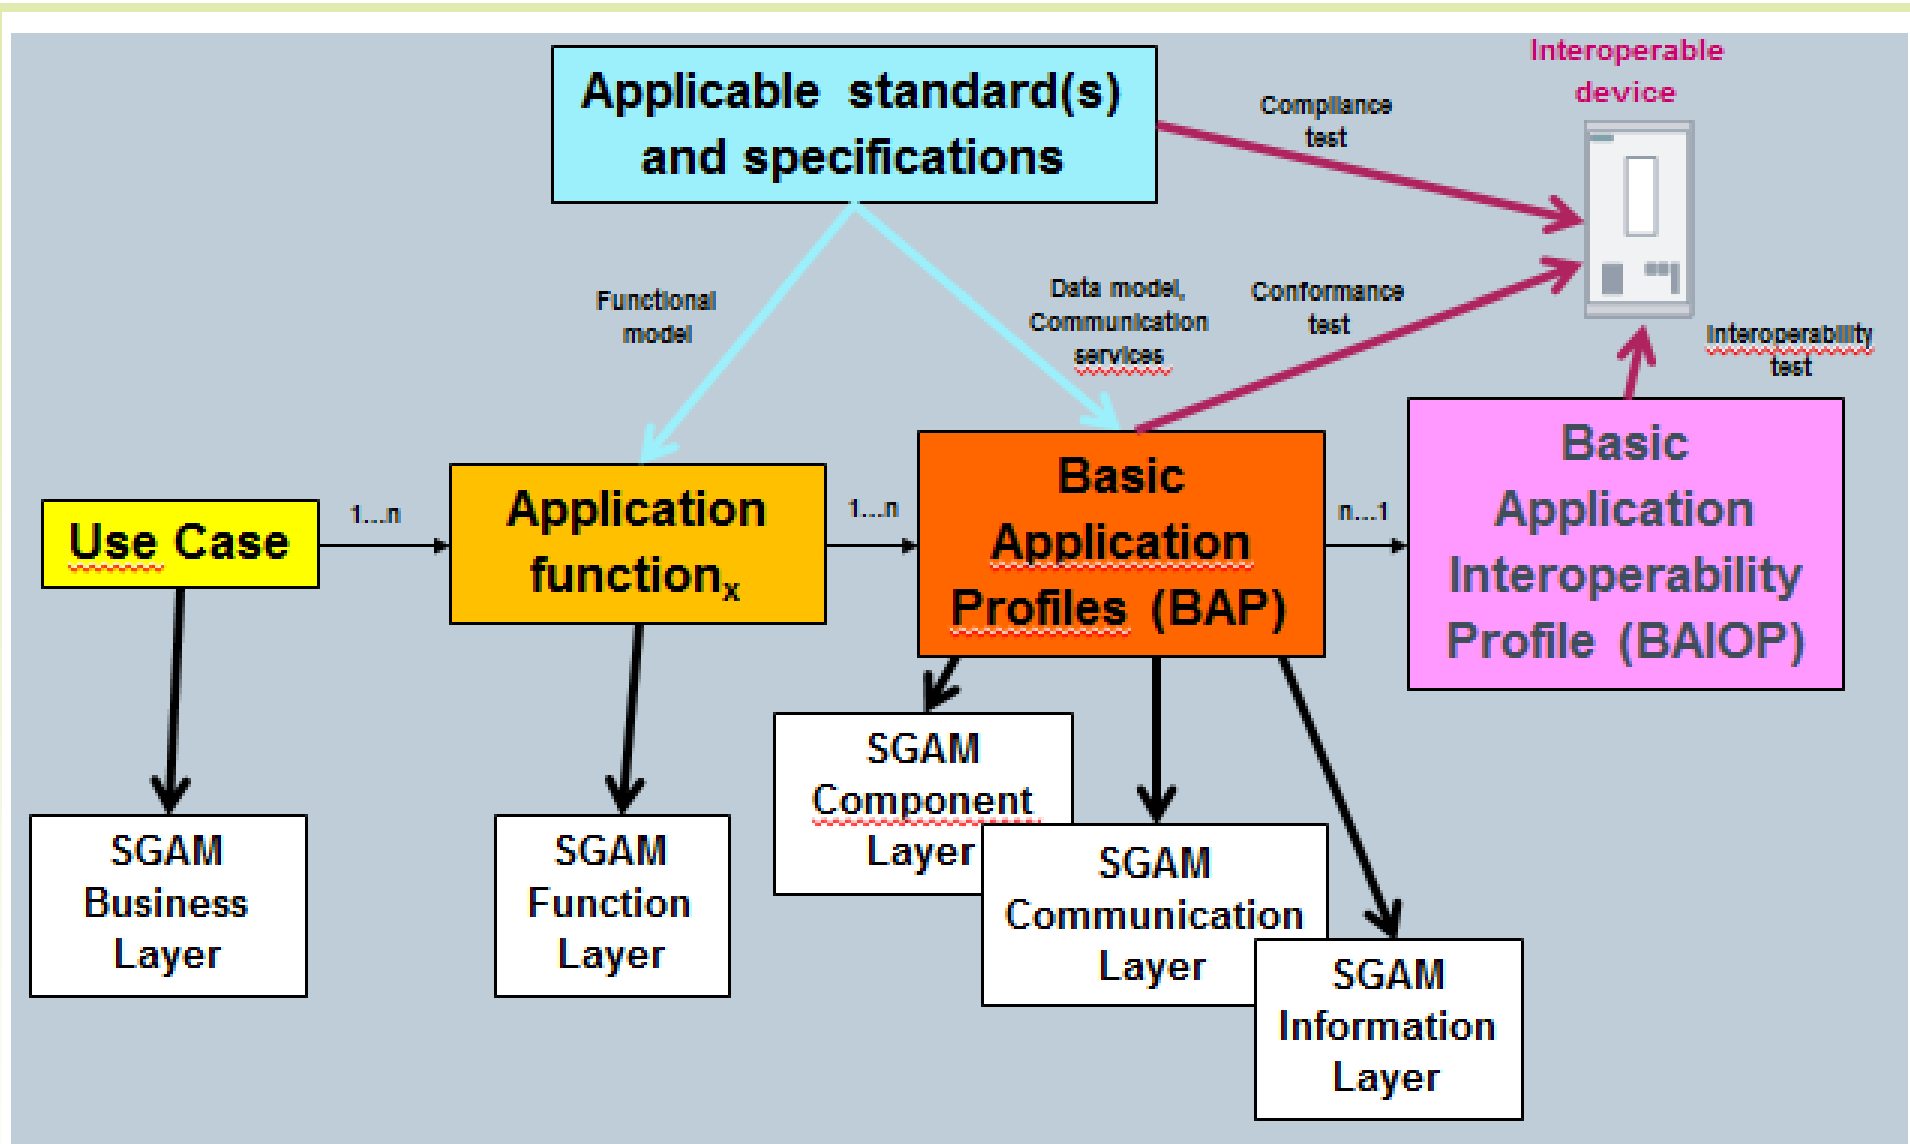 Applicable standard(s)
and specifications
Interoperable
device
Compliance
test
Functional
model
Data model,
Communication
services
Conformance
test
Interoperability
test
Use Case
1...n
Application
functionx
1...n
Basic
Application
Profiles (BAP)
n...1
Basic
Application
Interoperability
Profile (BAIOP)
SGAM
Business
Layer
SGAM
Function
Layer
SGAM
Component
Layer
SGAM
Communication
Layer
SGAM
Information
Layer